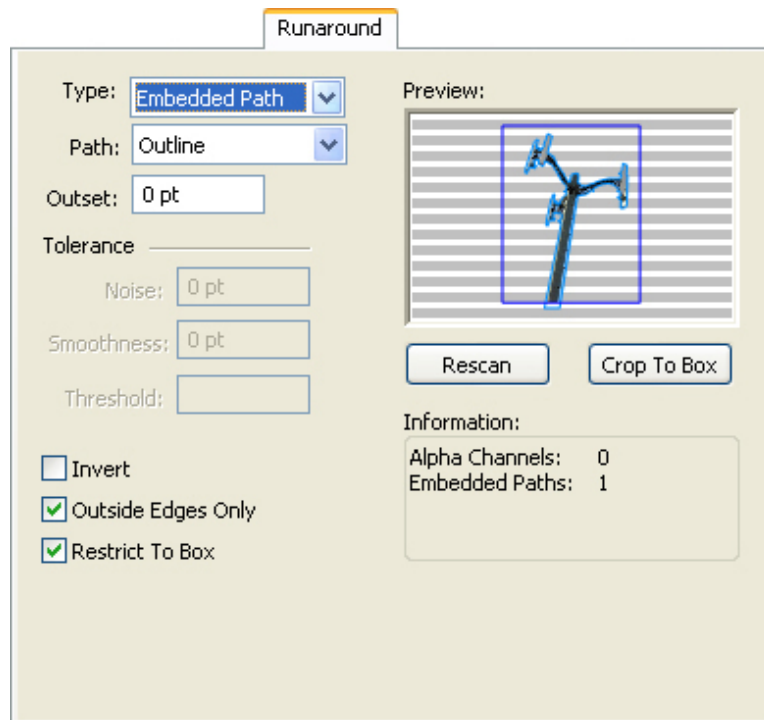 Runaround
Type: Embedded Path
Path: Outline
Outset: 0 pt
Tolerance
Noise: 0 pt
Smoothness: 0 pt
Threshold:
Invert
Outside Edges Only
Restrict To Box
Preview:
Rescan
Crop To Box
Information:
Alpha Channels: 0
Embedded Paths: 1